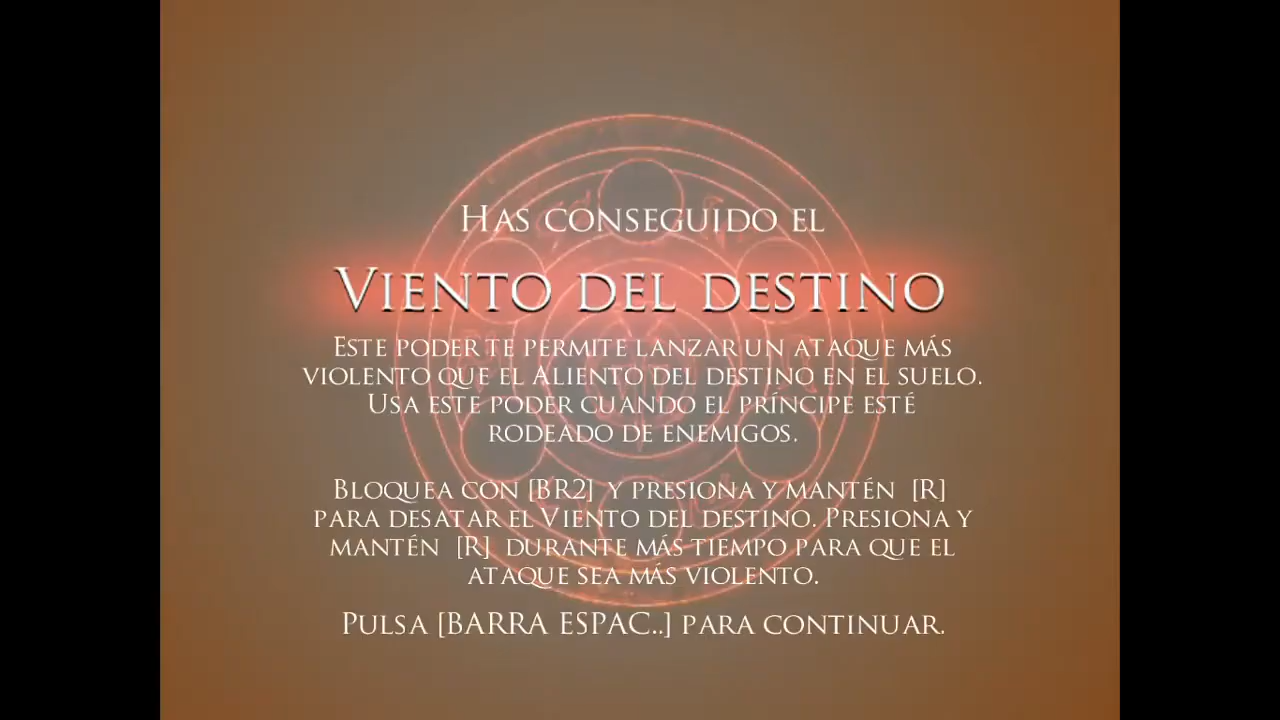 Has conseguido el
Viento del destino
Este poder te permite lanzar un ataque más
violento que el Aliento del destino en el suelo.
Usa este poder cuando el príncipe esté
rodeado de enemigos.
Bloquea con [BR2] y presiona y mantén [R]
para desatar el Viento del destino. Presiona y
mantén [R] durante más tiempo para que el
ataque sea más violento.
Pulsa [BARRA ESPAC..] para continuar.